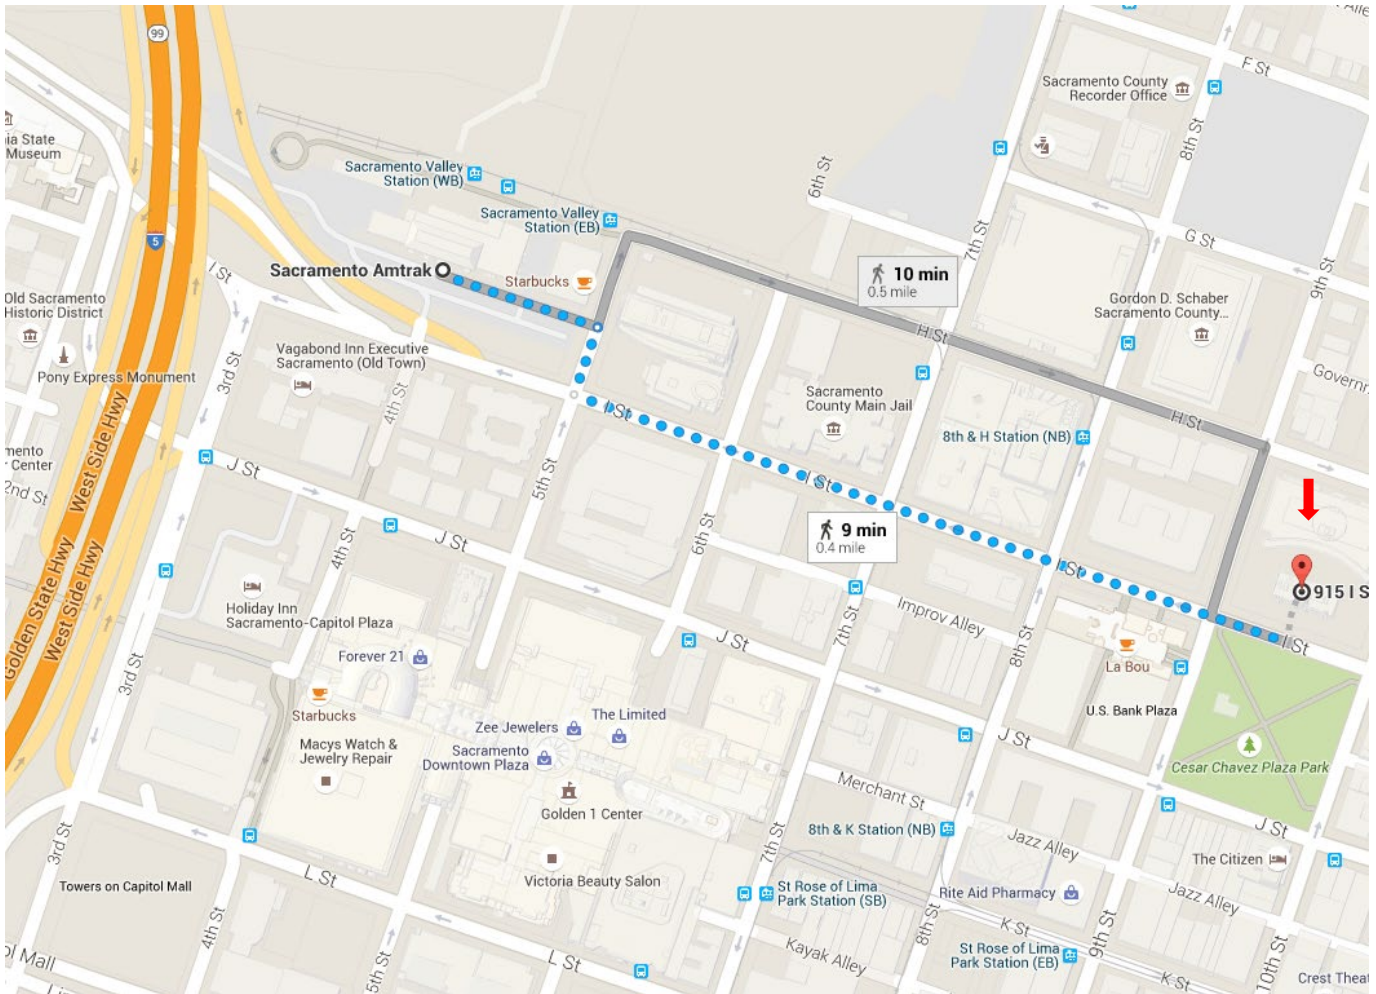 99
Alle
F St
Sacramento County
Recorder Office
8th St
7th St
6th St
ia State
Museum
Sacramento Valley
Station (WB)
Sacramento Valley
Station (EB)
G St
5
9th St
I St
Sacramento Amtrak
Starbucks
10 min
0.5 mile
Old Sacramento
Historic District
Gordon D. Schaber
Sacramento County...
H St
Vagabond Inn Executive
Sacramento (Old Town)
3rd St
Pony Express Monument
4th St
Governm
Sacramento
County Main Jail
I St
H St
West Side Hwy
8th & H Station (NB)
mento
r Center
J St
5th St
2nd St
I St
9 min
0.4 mile
6th St
4th St
J St
Golden State Hwy
West Side Hwy
I St
915 I S
Holiday Inn
Sacramento-Capitol Plaza
Improv Alley
7th St
8th St
J St
I St
Forever 21
La Bou
3rd St
Starbucks
Zee Jewelers
The Limited
U.S. Bank Plaza
Macys Watch &
Jewelry Repair
Sacramento
Downtown Plaza
J St
Cesar Chavez Plaza Park
Merchant St
Golden 1 Center
J St
8th & K Station (NB)
Jazz Alley
3rd St
7th St
The Citizen
L St
Victoria Beauty Salon
Towers on Capitol Mall
St Rose of Lima
Park Station (SB)
Rite Aid Pharmacy
Jazz Alley
4th St
K St
8th St
9th St
Kayak Alley
St Rose of Lima
Park Station (EB)
10th St
ol Mall
L St
5th St
K St
Crest Theat